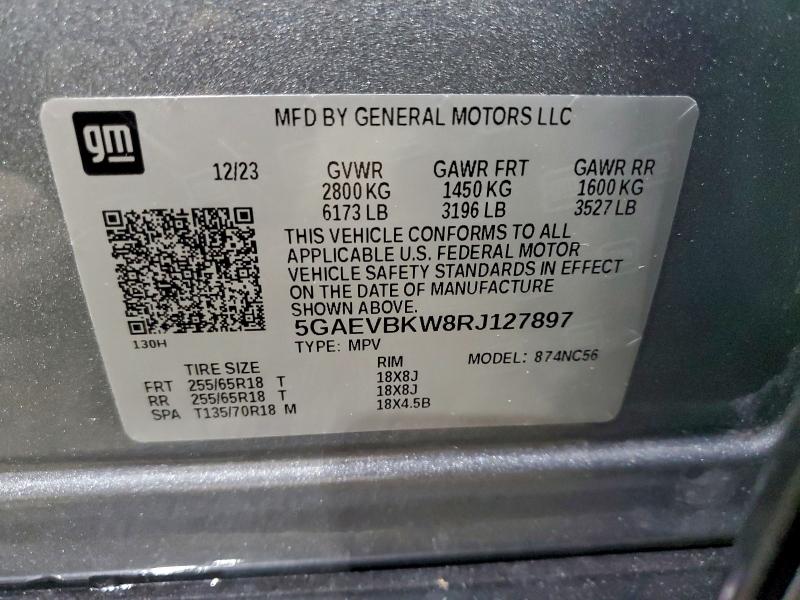 gm
MFD BY GENERAL MOTORS LLC
12/23 GVWR GAWR FRT GAWR RR
2800 KG 1450 KG 1600 KG
6173 LB 3196 LB 3527 LB
THIS VEHICLE CONFORMS TO ALL
APPLICABLE U.S. FEDERAL MOTOR
VEHICLE SAFETY STANDARDS IN EFFECT
ON THE DATE OF MANUFACTURE
SHOWN ABOVE.
5GAEVBKW8RJ127897
130H
TYPE: MPV MODEL: 874NC56
TIRE SIZE RIM
FRT 255/65R18 T 18X8J
RR 255/65R18 T 18X8J
SPA T135/70R18 M 18X4.5B